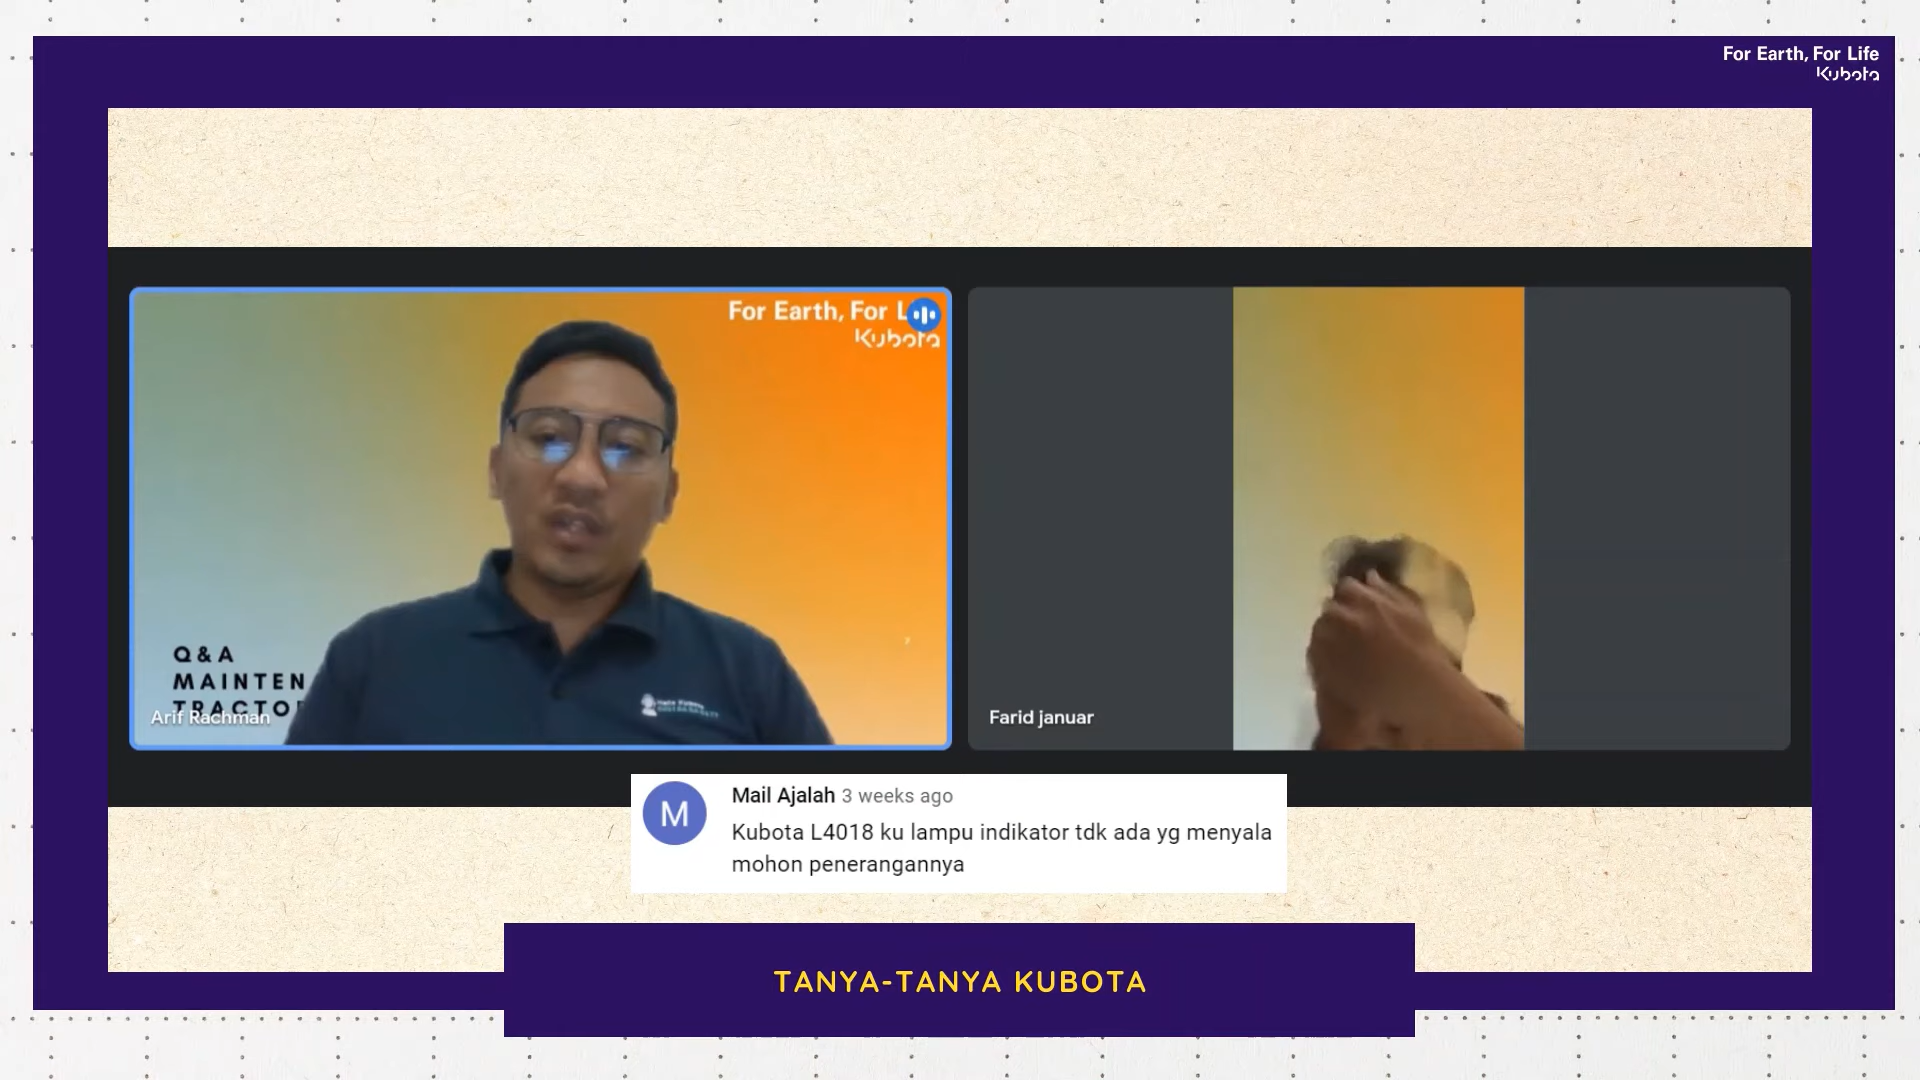 For Earth, For Life
Kubota
For Earth, For L
Kubota
Q & A
MAINTEN
TRACTO
Arif Rachman
Farid januar
M
Mail Ajalah 3 weeks ago
Kubota L4018 ku lampu indikator tdk ada yg menyala
mohon penerangannya
TANYA-TANYA KUBOTA